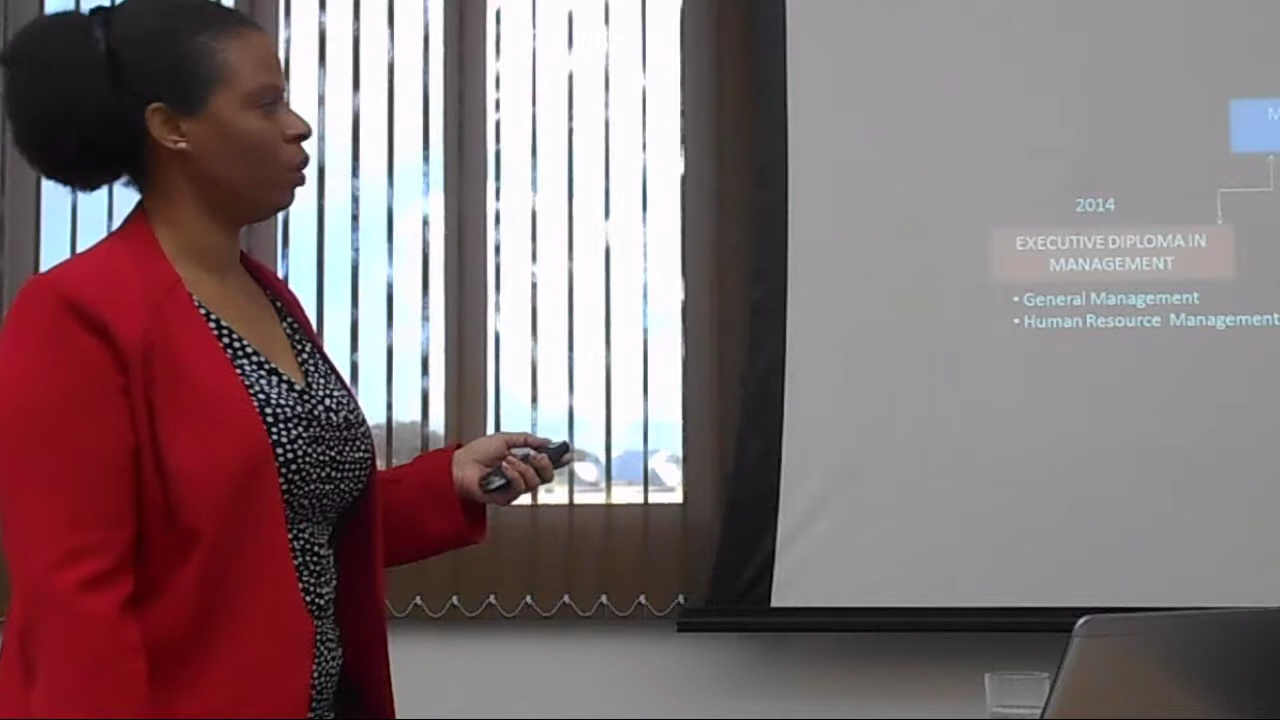 M
2014
EXECUTIVE DIPLOMA IN
MANAGEMENT
• General Management
• Human Resource Management